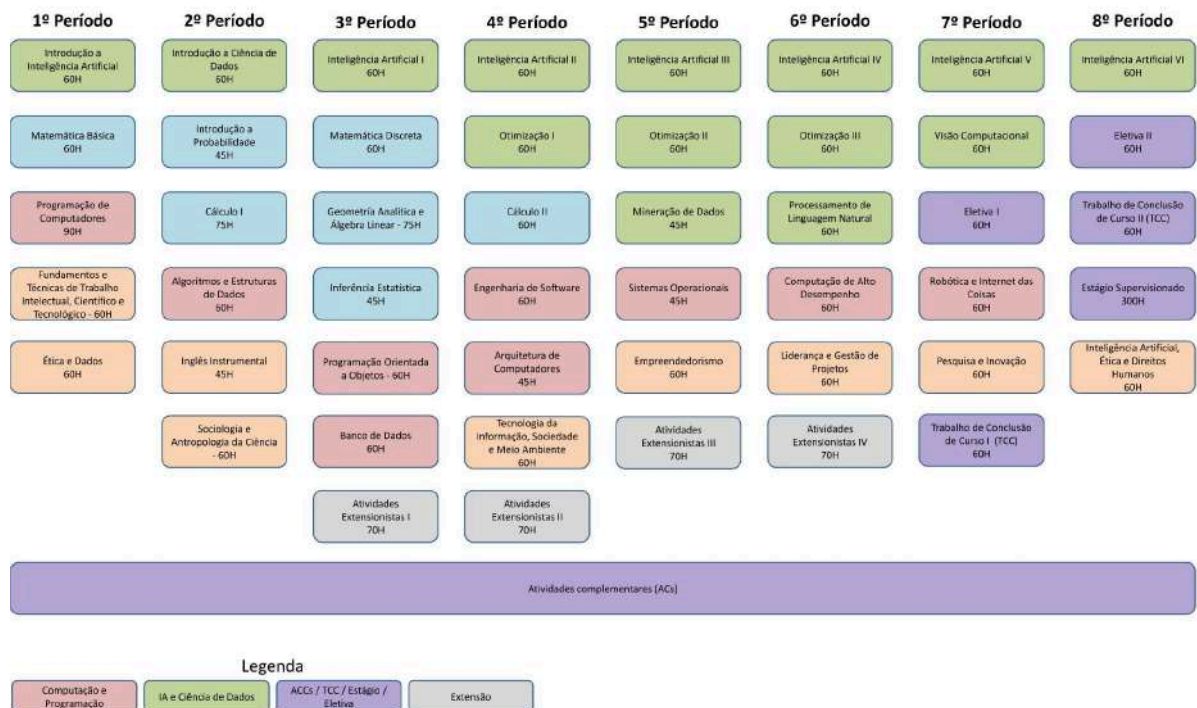 1º Período
2º Período
3º Período
4º Período
5º Período
6º Período
7º Período
8º Período
Introdução a
Inteligência Artificial
60H
Introdução a Ciência de
Dados
60H
Inteligência Artificial I
60H
Inteligência Artificial II
60H
Inteligência Artificial III
60H
Inteligência Artificial IV
60H
Inteligência Artificial V
60H
Inteligência Artificial VI
60H
Matemática Básica
60H
Introdução a
Probabilidade
45H
Matemática Discreta
60H
Otimização I
60H
Otimização II
60H
Otimização III
60H
Visão Computacional
60H
Eletiva II
60H
Programação de
Computadores
90H
Cálculo I
75H
Geometria Analítica e
Álgebra Linear - 75H
Cálculo II
60H
Mineração de Dados
45H
Processamento de
Linguagem Natural
60H
Eletiva I
60H
Trabalho de Conclusão
de Curso II (TCC)
60H
Fundamentos e
Técnicas de Trabalho
Intelectual, Científico e
Tecnológico - 60H
Algoritmos e Estruturas
de Dados
60H
Inferência Estatística
45H
Engenharia de Software
60H
Sistemas Operacionais
45H
Computação de Alto
Desempenho
60H
Robótica e Internet das
Coisas
60H
Estágio Supervisionado
300H
Ética e Dados
60H
Inglês Instrumental
45H
Programação Orientada
a Objetos - 60H
Arquitetura de
Computadores
45H
Empreendedorismo
60H
Liderança e Gestão de
Projetos
60H
Pesquisa e Inovação
60H
Inteligência Artificial,
Ética e Direitos
Humanos
60H
Sociologia e
Antropologia da Ciência
- 60H
Banco de Dados
60H
Tecnologia da
Informação, Sociedade
e Meio Ambiente
60H
Atividades
Extensionistas III
70H
Atividades
Extensionistas IV
70H
Trabalho de Conclusão
de Curso I (TCC)
60H
Atividades
Extensionistas I
70H
Atividades
Extensionistas II
70H
Atividades complementares (ACs)
Legenda
Computação e
Programação
IA e Ciência de Dados
ACCs / TCC / Estágio /
Eletiva
Extensão